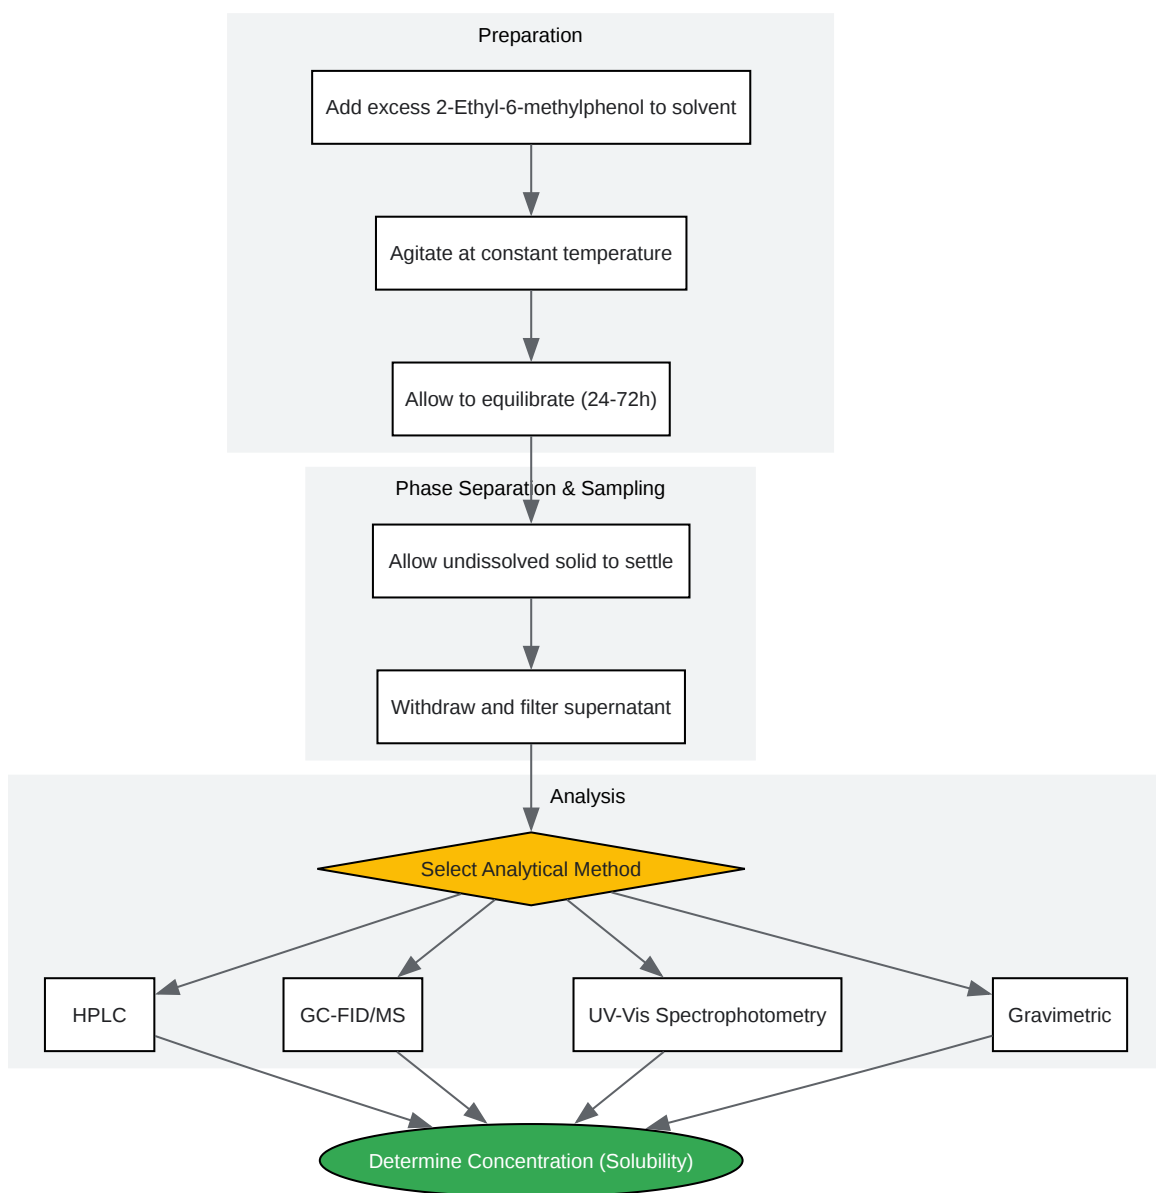 Preparation
Add excess 2-Ethyl-6-methylphenol to solvent
Agitate at constant temperature
Allow to equilibrate (24-72h)
Phase Separation & Sampling
Allow undissolved solid to settle
Withdraw and filter supernatant
Analysis
Select Analytical Method
HPLC
GC-FID/MS
UV-Vis Spectrophotometry
Gravimetric
Determine Concentration (Solubility)